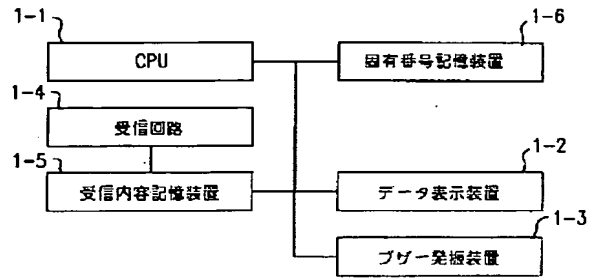 1-1
CPU
1-6
固有番号記憶装置
1-4
受信回路
1-5
受信内容記憶装置
1-2
データ表示装置
1-3
ブザー発振装置